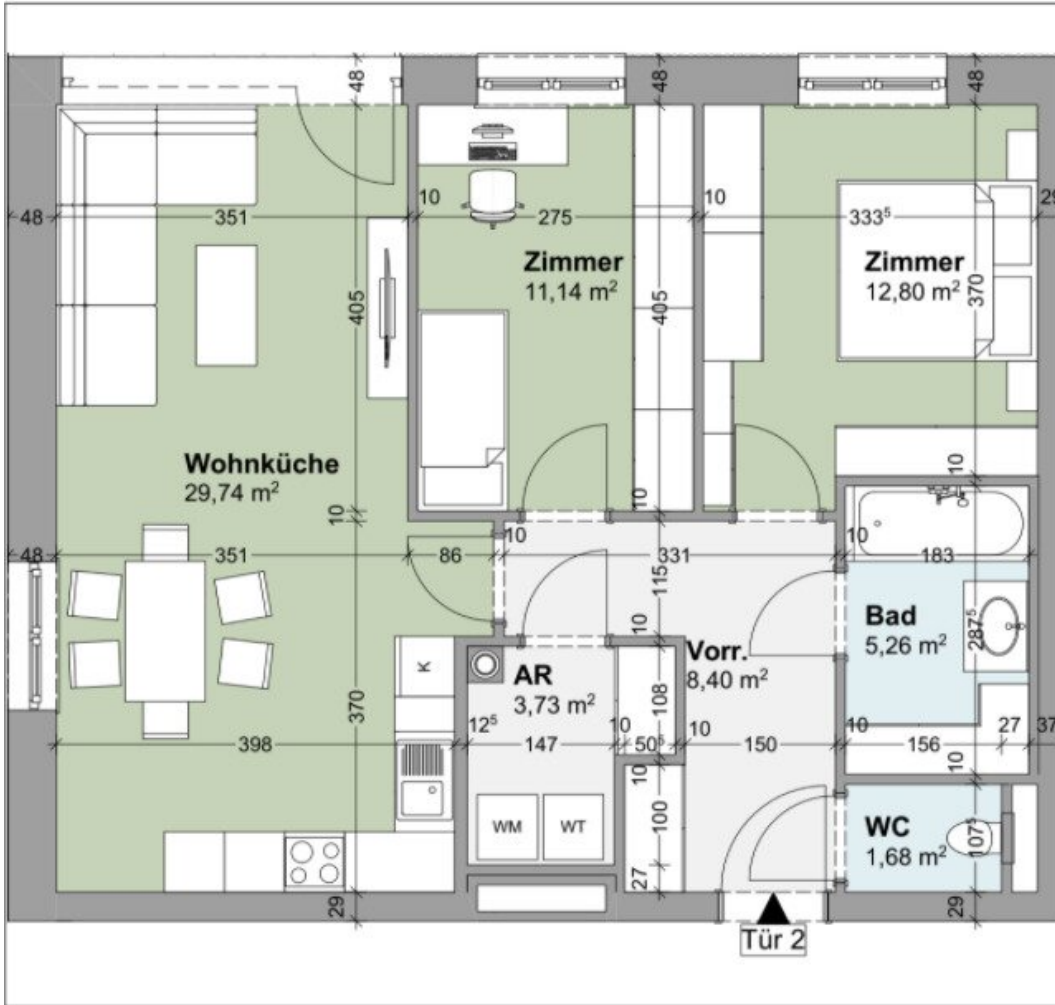 48
48
48
48
351
10
275
10
333⁵
29
Zimmer
11,14 m²
Zimmer
12,80 m²
405
405
370
Wohnküche
29,74 m²
10
10
10
48
351
86
10
331
10
183
115
10
Bad
5,26 m²
287⁵
Vorr.
8,40 m²
AR
3,73 m²
K
370
108
398
12⁵
147
10
50⁵
10
150
10
156
27
37
10
10
100
WM
WT
WC
1,68 m²
107⁵
27
29
29
Tür 2